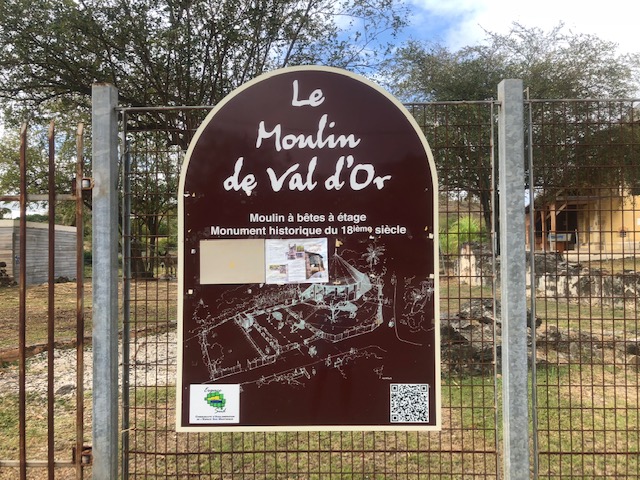 Le
Moulin
de Val d'Or
Moulin à bêtes à étage
Monument historique du 18ième siècle